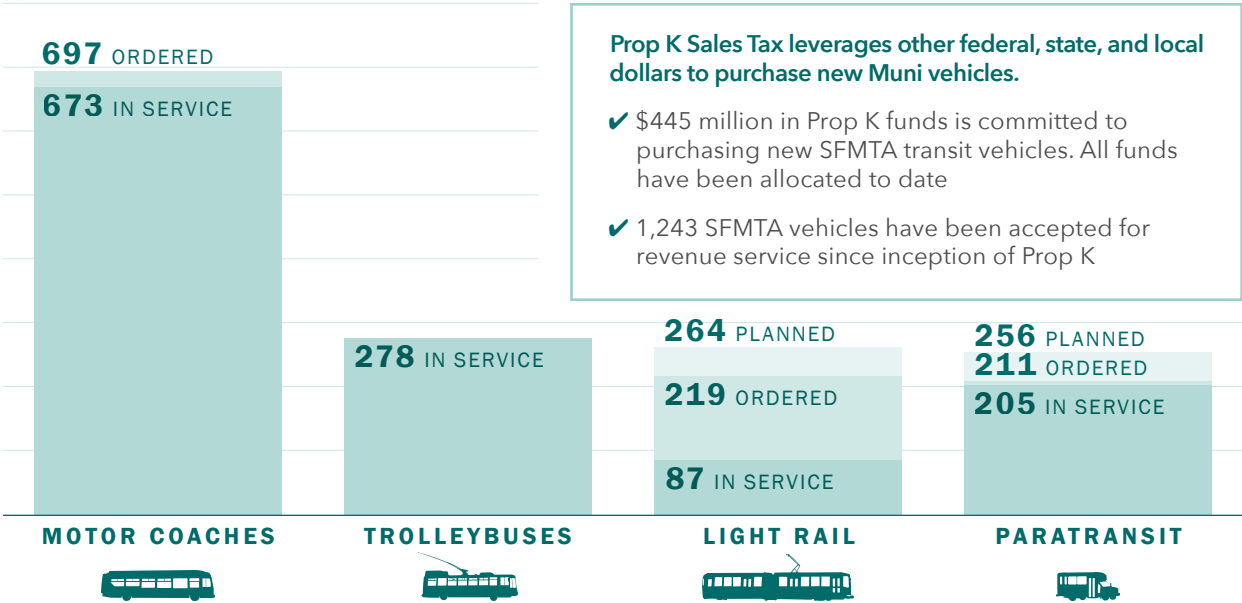 697 ORDERED
673 IN SERVICE
Prop K Sales Tax leverages other federal, state, and local
dollars to purchase new Muni vehicles.
✔ $445 million in Prop K funds is committed to
purchasing new SFMTA transit vehicles. All funds
have been allocated to date
✔ 1,243 SFMTA vehicles have been accepted for
revenue service since inception of Prop K
278 IN SERVICE
264 PLANNED
219 ORDERED
87 IN SERVICE
256 PLANNED
211 ORDERED
205 IN SERVICE
MOTOR COACHES
TROLLEYBUSES
LIGHT RAIL
PARATRANSIT